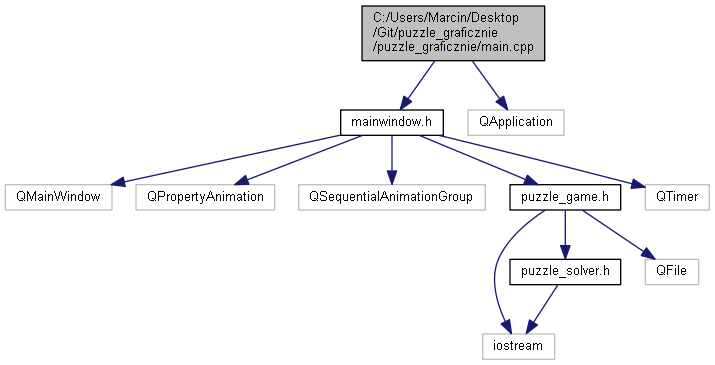 C:/Users/Marcin/Desktop
/Git/puzzle_graficznie
/puzzle_graficznie/main.cpp
mainwindow.h
QApplication
QMainWindow
QPropertyAnimation
QSequentialAnimationGroup
puzzle_game.h
QTimer
puzzle_solver.h
QFile
iostream